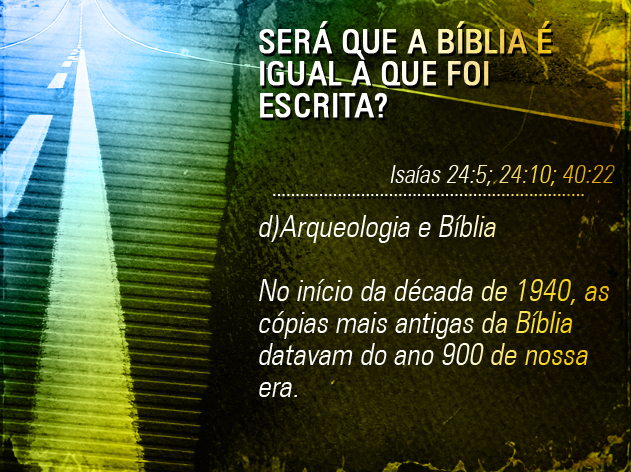 SERÁ QUE A BÍBLIA É
IGUAL À QUE FOI
ESCRITA?
Isaías 24:5; 24:10; 40:22
d)Arqueologia e Bíblia
No início da década de 1940, as
cópias mais antigas da Bíblia
datavam do ano 900 de nossa
era.